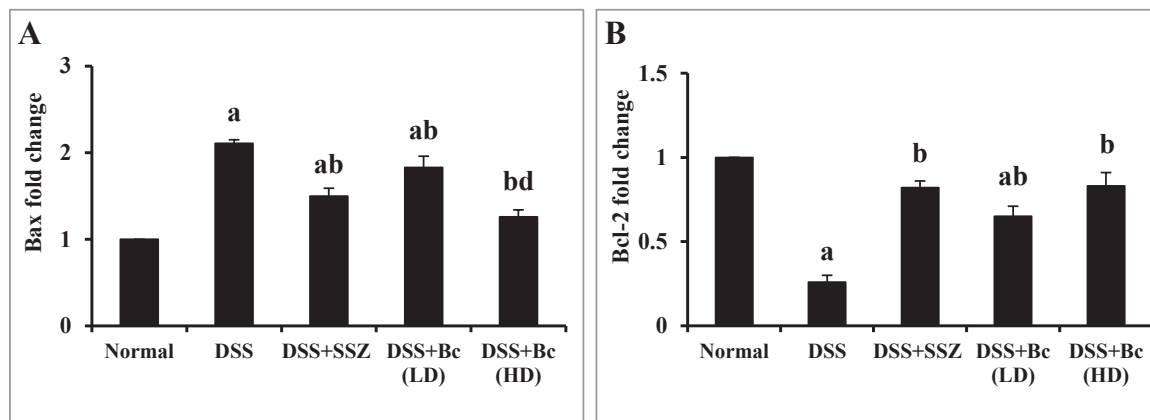 A
Bax fold change
3
2
1
0
a
ab
ab
bd
Normal
DSS
DSS+SSZ
DSS+Bc
(LD)
DSS+Bc
(HD)
B
Bcl-2 fold change
1.5
1
0.5
0
a
b
ab
b
Normal
DSS
DSS+SSZ
DSS+Bc
(LD)
DSS+Bc
(HD)